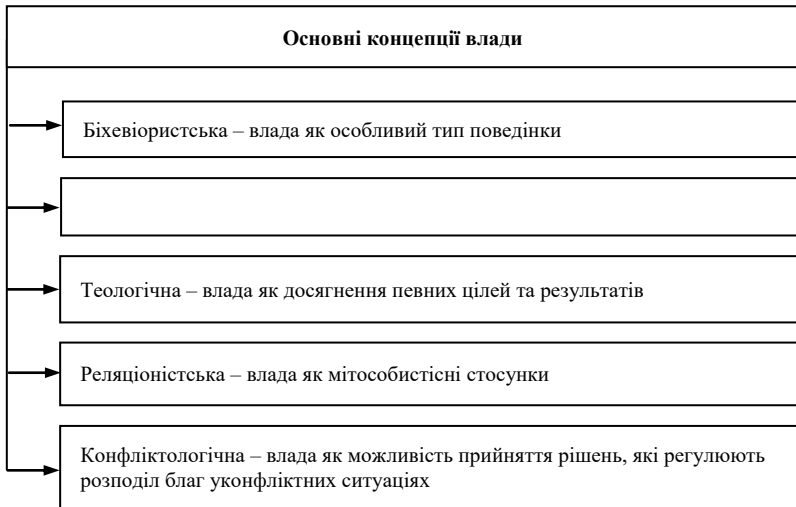 Основні концепції влади
Біхевіористська – влада як особливий тип поведінки
Теологічна – влада як досягнення певних цілей та результатів
Реляціоністська – влада як мітособистісні стосунки
Конфліктологічна – влада як можливість прийняття рішень, які регулюють
розподіл благ уконфліктних ситуаціях